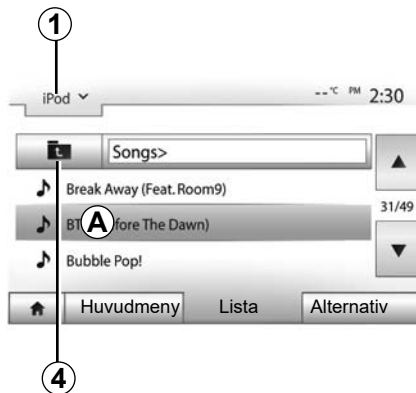 1
iPod
--°C PM 2:30
Songs>
Break Away (Feat. Room9)
31/49
BT A fore The Dawn)
Bubble Pop!
Huvudmeny Lista Alternativ
4